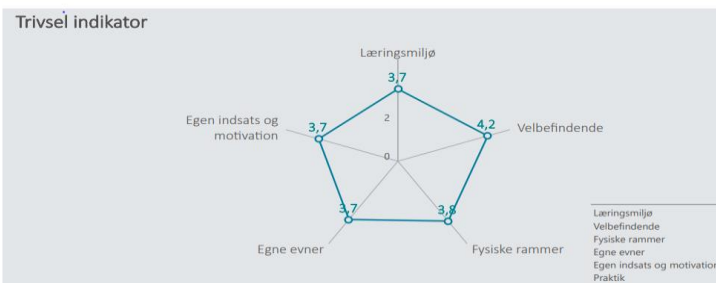 Trivsel indikator
Læringsmiljø
3,7
Egen indsats og
motivation
3,7
2
4,2
Velbefindende
0
3,7
3,8
Egne evner
Fysiske rammer
Læringsmiljø
Velbefindende
Fysiske rammer
Egne evner
Egen indsats og motivation
Praktik